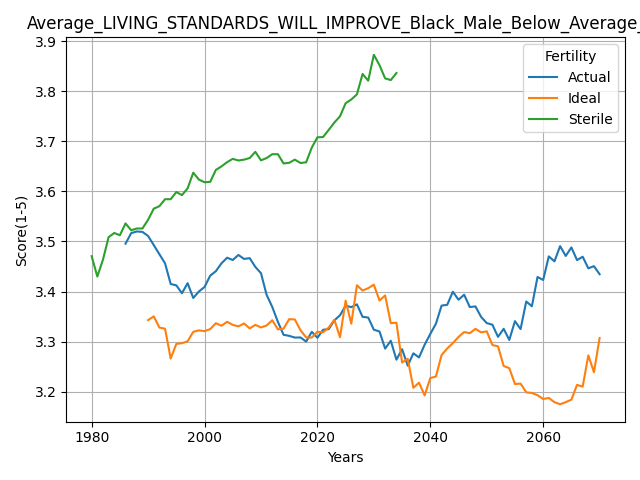 Average_LIVING_STANDARDS_WILL_IMPROVE_Black_Male_Below_Average_
Fertility
Actual
Ideal
Sterile
Score(1-5)
3.9
3.8
3.7
3.6
3.5
3.4
3.3
3.2
1980 2000 2020 2040 2060
Years